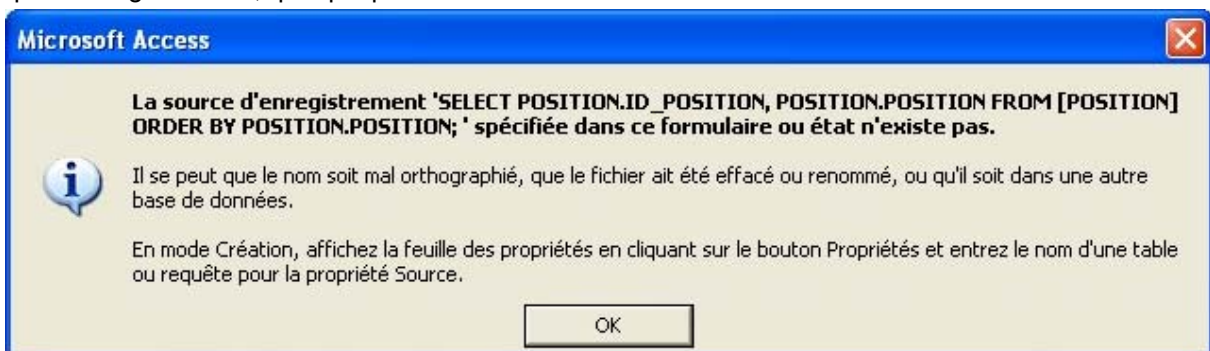 Microsoft Access
La source d'enregistrement 'SELECT POSITION.ID_POSITION, POSITION.POSITION FROM [POSITION]
ORDER BY POSITION.POSITION; ' spécifiée dans ce formulaire ou état n'existe pas.
Il se peut que le nom soit mal orthographié, que le fichier ait été effacé ou renommé, ou qu'il soit dans une autre
base de données.
En mode Création, affichez la feuille des propriétés en cliquant sur le bouton Propriétés et entrez le nom d'une table
ou requête pour la propriété Source.
OK